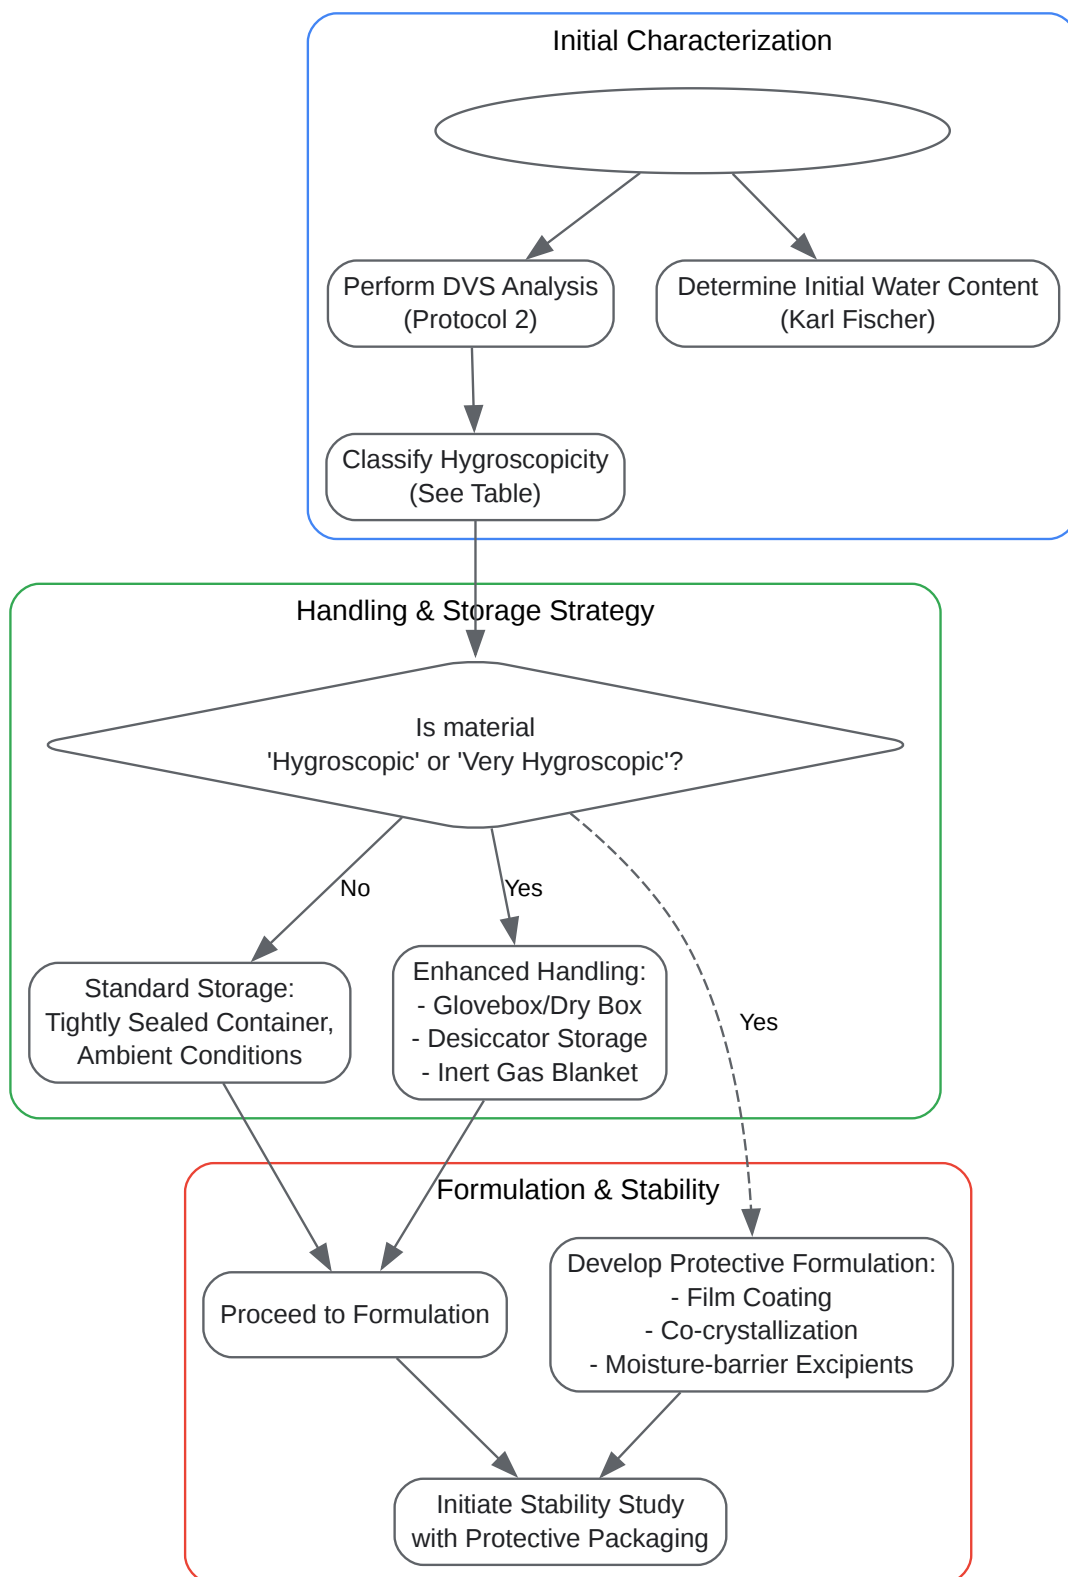 Initial Characterization
Perform DVS Analysis
(Protocol 2)
Determine Initial Water Content
(Karl Fischer)
Classify Hygroscopicity
(See Table)
Handling & Storage Strategy
Is material
'Hygroscopic' or 'Very Hygroscopic'?
No
Yes
Yes
Standard Storage:
Tightly Sealed Container,
Ambient Conditions
Enhanced Handling:
- Glovebox/Dry Box
- Desiccator Storage
- Inert Gas Blanket
Formulation & Stability
Proceed to Formulation
Develop Protective Formulation:
- Film Coating
- Co-crystallization
- Moisture-barrier Excipients
Initiate Stability Study
with Protective Packaging